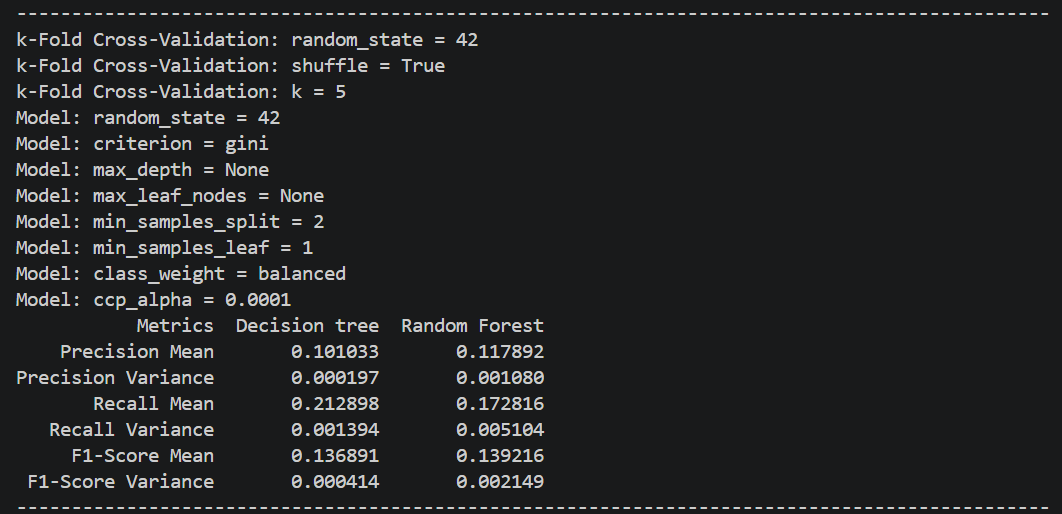 --------------------------------------------------------------------------------------------
k-Fold Cross-Validation: random_state = 42
k-Fold Cross-Validation: shuffle = True
k-Fold Cross-Validation: k = 5
Model: random_state = 42
Model: criterion = gini
Model: max_depth = None
Model: max_leaf_nodes = None
Model: min_samples_split = 2
Model: min_samples_leaf = 1
Model: class_weight = balanced
Model: ccp_alpha = 0.0001
           Metrics  Decision tree  Random Forest
    Precision Mean       0.101033       0.117892
Precision Variance       0.000197       0.001080
       Recall Mean       0.212898       0.172816
   Recall Variance       0.001394       0.005104
     F1-Score Mean       0.136891       0.139216
 F1-Score Variance       0.000414       0.002149
--------------------------------------------------------------------------------------------